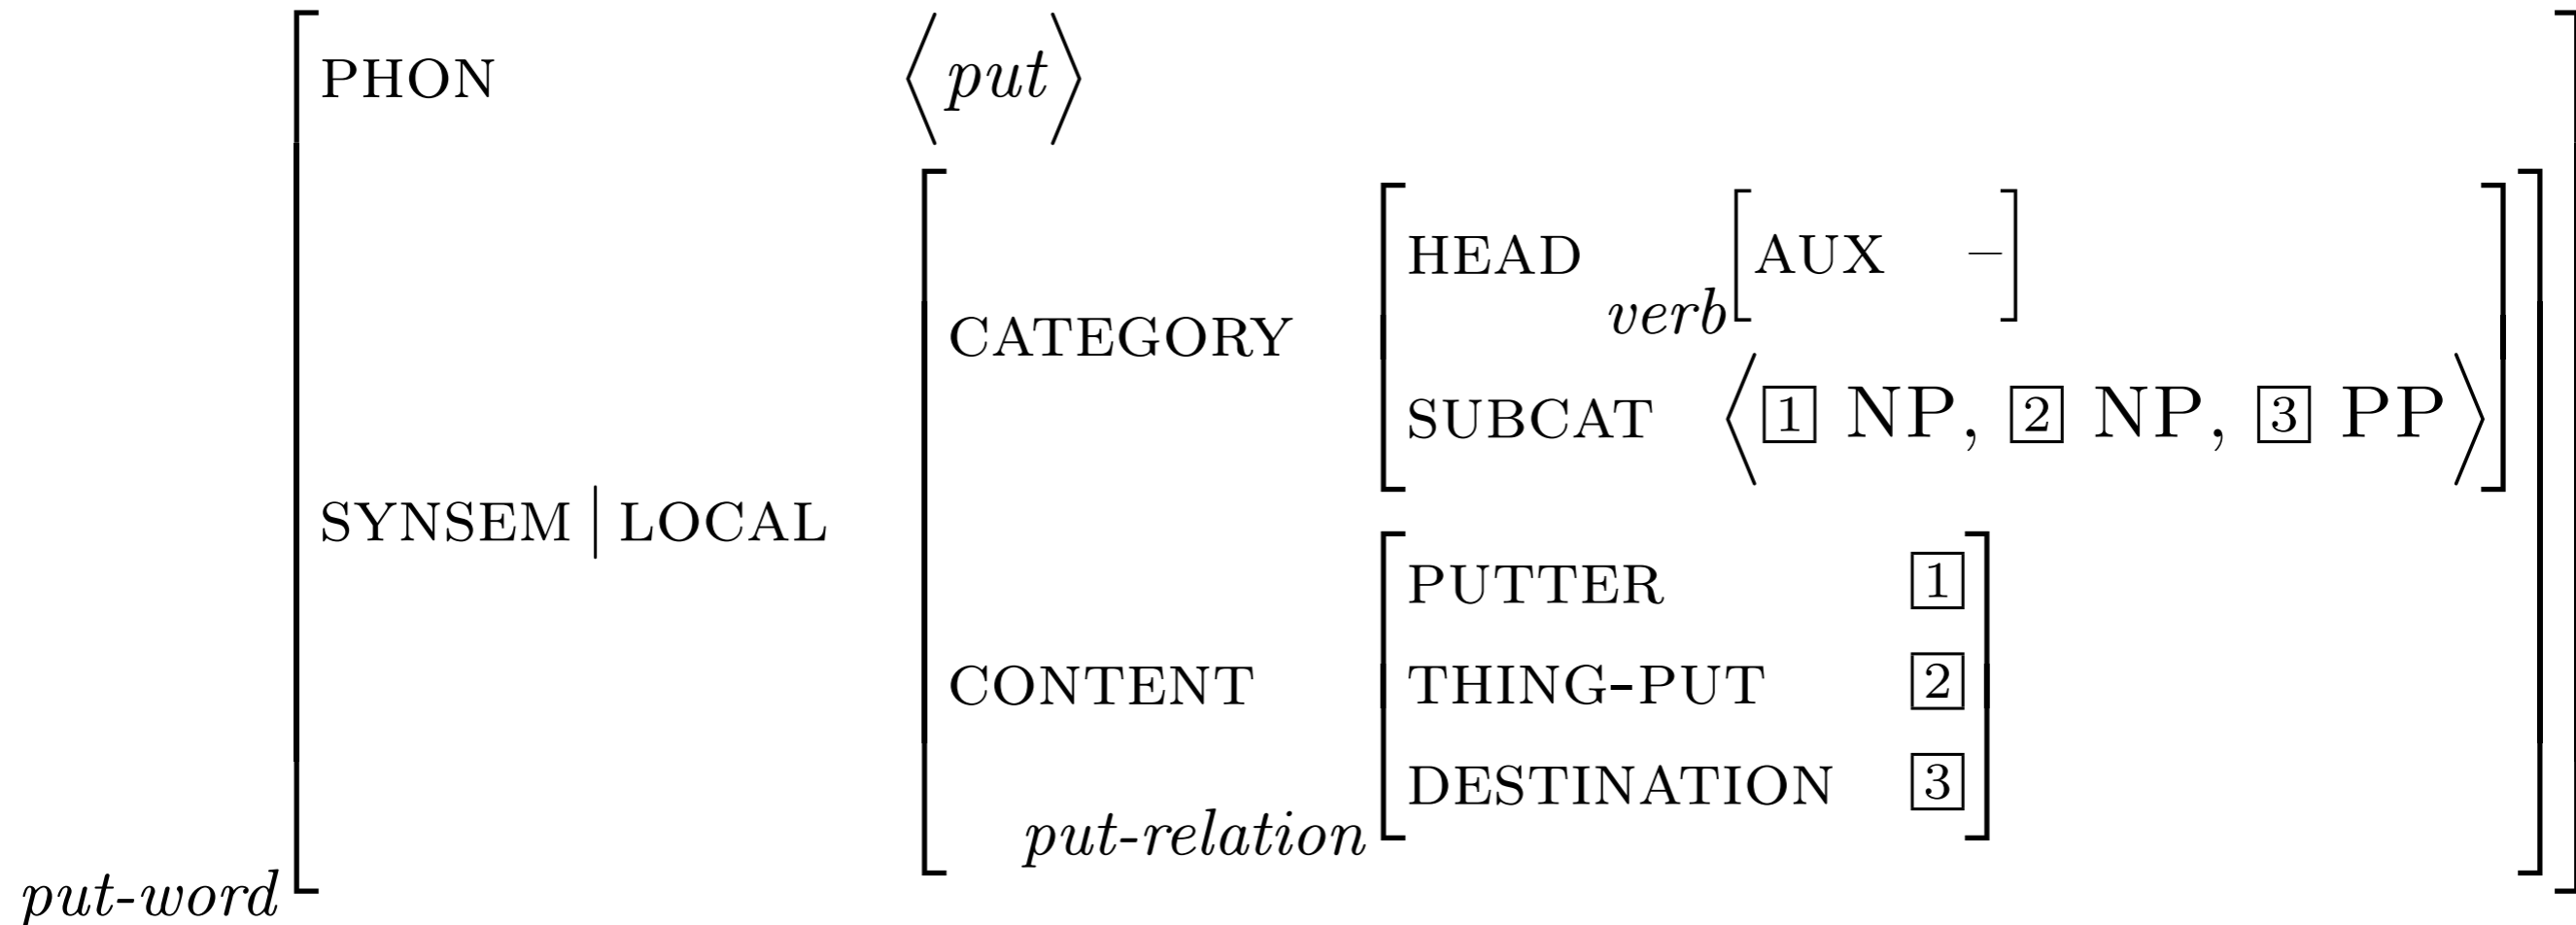 PHON ⟨put⟩
HEAD verb[AUX –]
CATEGORY
SUBCAT ⟨1 NP, 2 NP, 3 PP⟩
SYNSEM | LOCAL
PUTTER 1
CONTENT THING-PUT 2
DESTINATION 3
put-relation
put-word